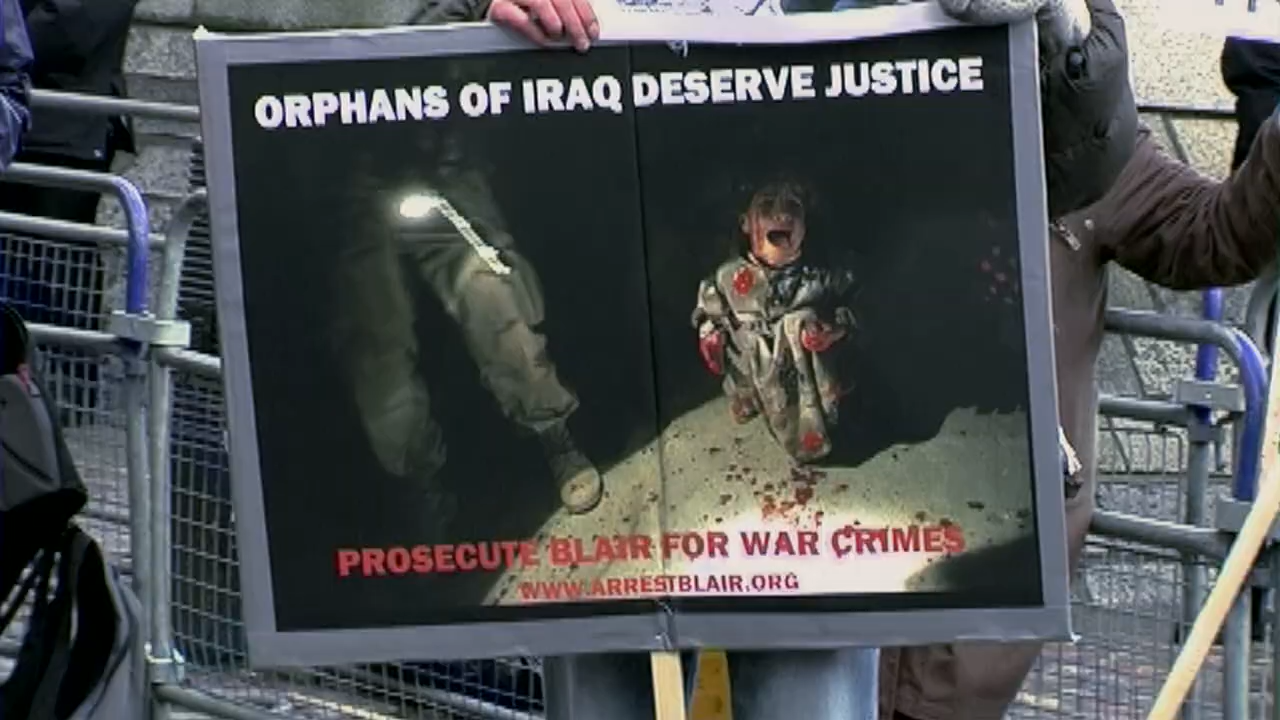 ORPHANS OF IRAQ DESERVE JUSTICE
PROSECUTE BLAIR FOR WAR CRIMES
WWW.ARRESTBLAIR.ORG